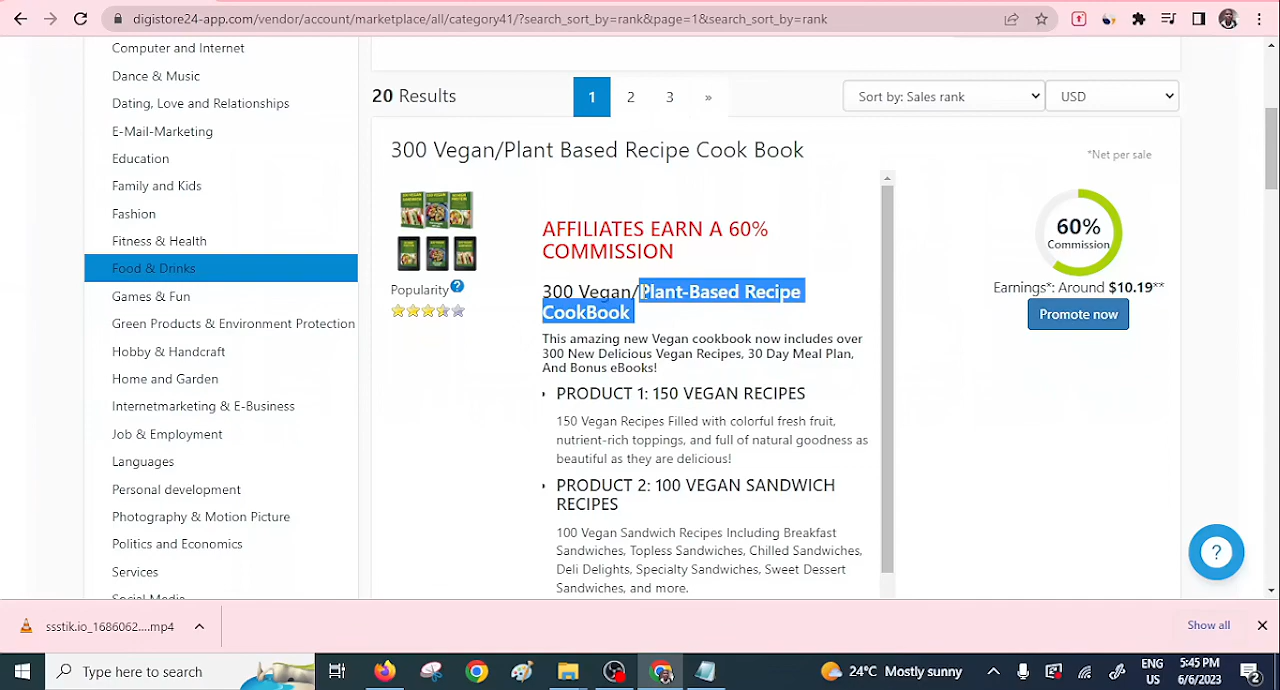 digistore24-app.com/vendor/account/marketplace/all/category41/?search_sort_by=rank&page=1&search_sort_by=rank
Computer and Internet
Dance & Music
Dating, Love and Relationships
E-Mail-Marketing
Education
Family and Kids
Fashion
Fitness & Health
Food & Drinks
Games & Fun
Green Products & Environment Protection
Hobby & Handcraft
Home and Garden
Internetmarketing & E-Business
Job & Employment
Languages
Personal development
Photography & Motion Picture
Politics and Economics
Services
Social Media
20 Results
1 2 3 »
Sort by: Sales rank
USD
300 Vegan/Plant Based Recipe Cook Book
*Net per sale
Popularity ?
AFFILIATES EARN A 60%
COMMISSION
300 Vegan/Plant-Based Recipe
CookBook
This amazing new Vegan cookbook now includes over
300 New Delicious Vegan Recipes, 30 Day Meal Plan,
And Bonus eBooks!
PRODUCT 1: 150 VEGAN RECIPES
150 Vegan Recipes Filled with colorful fresh fruit,
nutrient-rich toppings, and full of natural goodness as
beautiful as they are delicious!
PRODUCT 2: 100 VEGAN SANDWICH
RECIPES
100 Vegan Sandwich Recipes Including Breakfast
Sandwiches, Topless Sandwiches, Chilled Sandwiches,
Deli Delights, Specialty Sandwiches, Sweet Dessert
Sandwiches, and more.
60%
Commission
Earnings*: Around $10.19**
Promote now
?
ssstik.io_1686062....mp4
Show all
Type here to search
24°C Mostly sunny
ENG
US
5:45 PM
6/6/2023
2